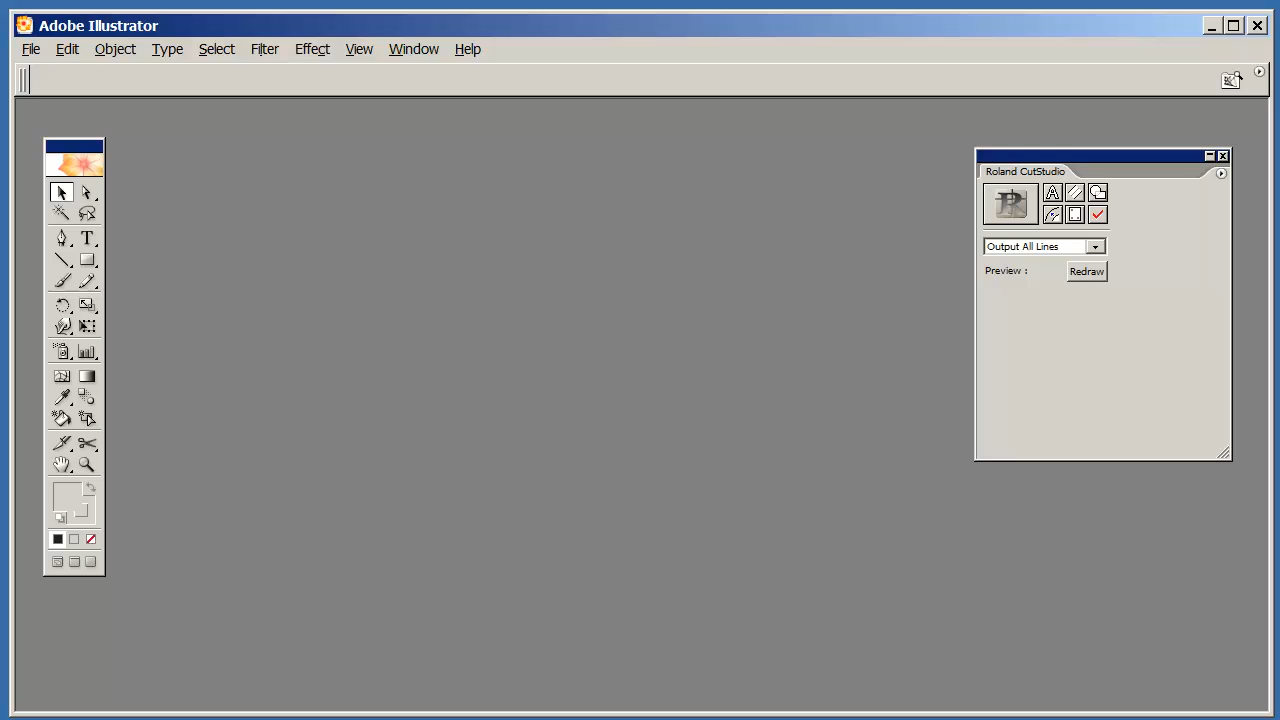 Adobe Illustrator
File Edit Object Type Select Filter Effect View Window Help
Roland CutStudio
Output All Lines
Preview : Redraw